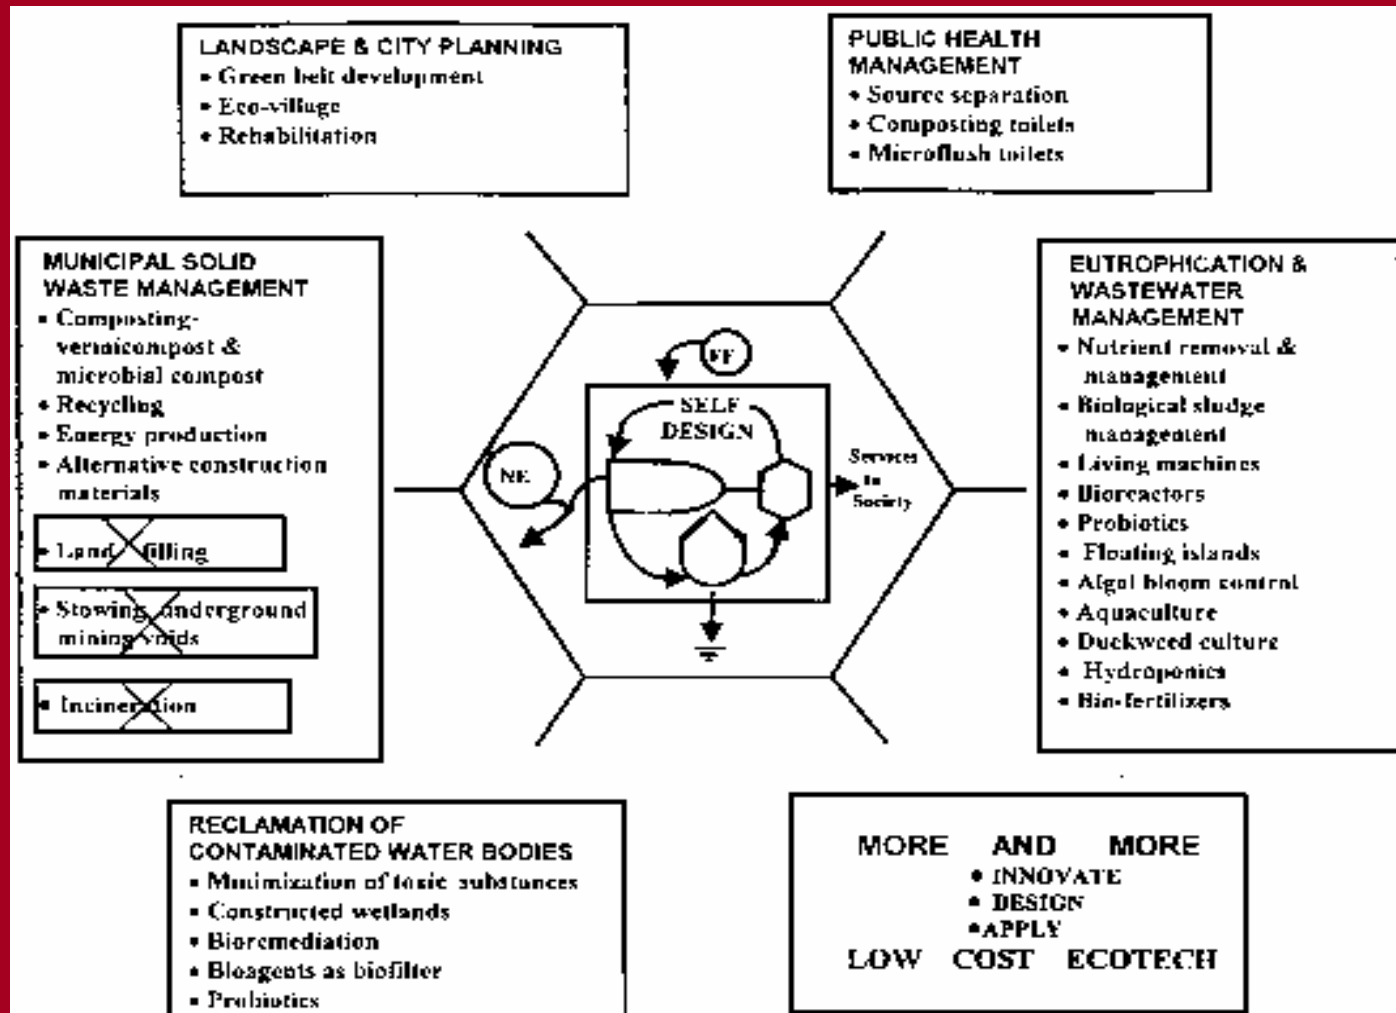 LANDSCAPE & CITY PLANNING
• Green belt development
• Eco-village
• Rehabilitation
PUBLIC HEALTH
MANAGEMENT
• Source separation
• Composting toilets
• Microflush toilets
MUNICIPAL SOLID
WASTE MANAGEMENT
• Composting-
vermicompost &
microbial compost
• Recycling
• Energy production
• Alternative construction
materials
• Land filling
• Stowing underground
mining voids
• Incineration
FF
SELF
DESIGN
NE
Services
to
Society
EUTROPHICATION &
WASTEWATER
MANAGEMENT
• Nutrient removal &
management
• Biological sludge
management
• Living machines
• Bioreactors
• Probiotics
• Floating islands
• Algol bloom control
• Aquaculture
• Duckweed culture
• Hydroponics
• Bio-fertilizers
RECLAMATION OF
CONTAMINATED WATER BODIES
• Minimization of toxic substances
• Constructed wetlands
• Bioremediation
• Bioagents as biofilter
• Probiotics
MORE AND MORE
• INNOVATE
• DESIGN
• APPLY
LOW COST ECOTECH